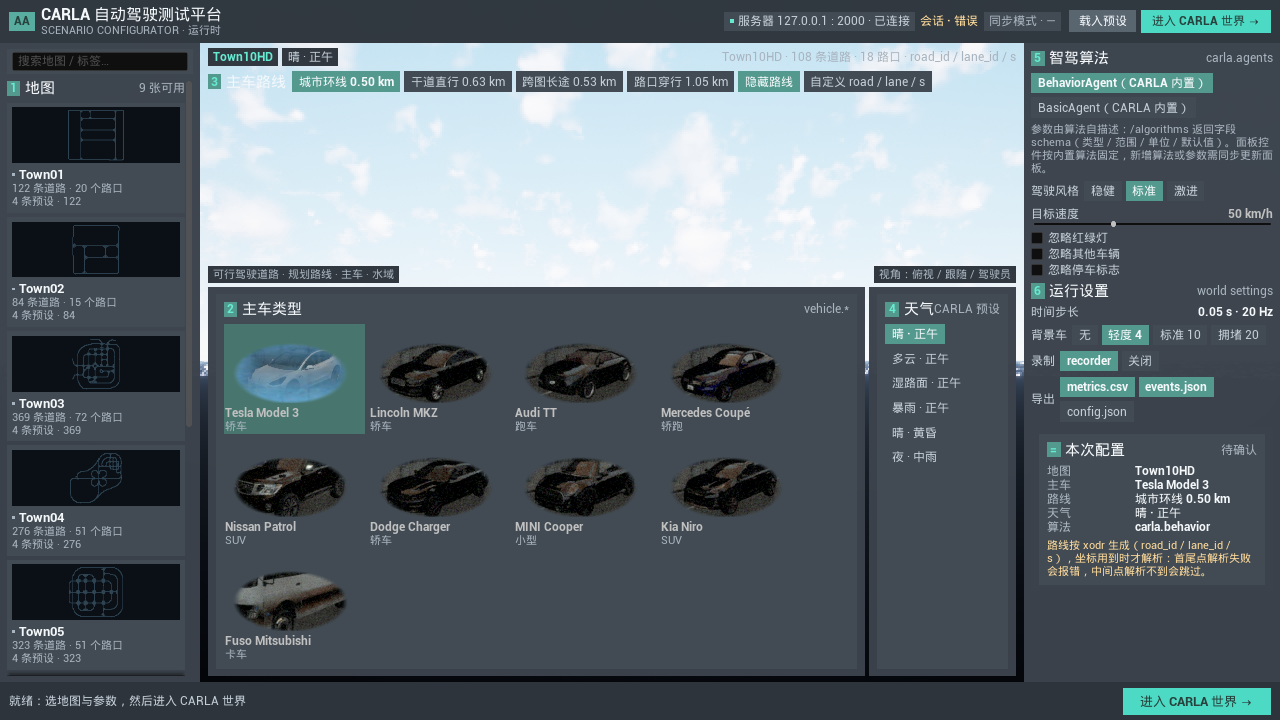 AA
CARLA 自动驾驶测试平台
SCENARIO CONFIGURATOR · 运行时
服务器 127.0.0.1 : 2000 · 已连接
会话 · 错误
同步模式 · —
载入预设
进入 CARLA 世界 →
搜索地图 / 标签...
1 地图
9 张可用
Town01
122 条道路 · 20 个路口
4 条预设 · 122
Town02
84 条道路 · 15 个路口
4 条预设 · 84
Town03
369 条道路 · 72 个路口
4 条预设 · 369
Town04
276 条道路 · 51 个路口
4 条预设 · 276
Town05
323 条道路 · 51 个路口
4 条预设 · 323
Town10HD
晴 · 正午
Town10HD · 108 条道路 · 18 路口 · road_id / lane_id / s
3 主车路线
城市环线 0.50 km
干道直行 0.63 km
跨图长途 0.53 km
路口穿行 1.05 km
隐藏路线
自定义 road / lane / s
可行驶道路 · 规划路线 · 主车 · 水域
视角：俯视 / 跟随 / 驾驶员
2 主车类型
vehicle.*
Tesla Model 3
轿车
Lincoln MKZ
轿车
Audi TT
跑车
Mercedes Coupé
轿跑
Nissan Patrol
SUV
Dodge Charger
轿车
MINI Cooper
小型
Kia Niro
SUV
Fuso Mitsubishi
卡车
4 天气
CARLA 预设
晴 · 正午
多云 · 正午
湿路面 · 正午
暴雨 · 正午
晴 · 黄昏
夜 · 中雨
5 智驾算法
carla.agents
BehaviorAgent（CARLA 内置）
BasicAgent（CARLA 内置）
参数由算法自描述：/algorithms 返回字段
schema（类型 / 范围 / 单位 / 默认值）。面板控
件按内置算法固定，新增算法或参数需同步更新面
板。
驾驶风格
稳健
标准
激进
目标速度
50 km/h
忽略红绿灯
忽略其他车辆
忽略停车标志
6 运行设置
world settings
时间步长
0.05 s · 20 Hz
背景车
无
轻度 4
标准 10
拥堵 20
录制
recorder
关闭
导出
metrics.csv
events.json
config.json
= 本次配置
待确认
地图
Town10HD
主车
Tesla Model 3
路线
城市环线 0.50 km
天气
晴 · 正午
算法
carla.behavior
路线按 xodr 生成（road_id / lane_id /
s），坐标用到时才解析：首尾点解析失败
会报错，中间点解析不到会跳过。
就绪：选地图与参数，然后进入 CARLA 世界
进入 CARLA 世界 →